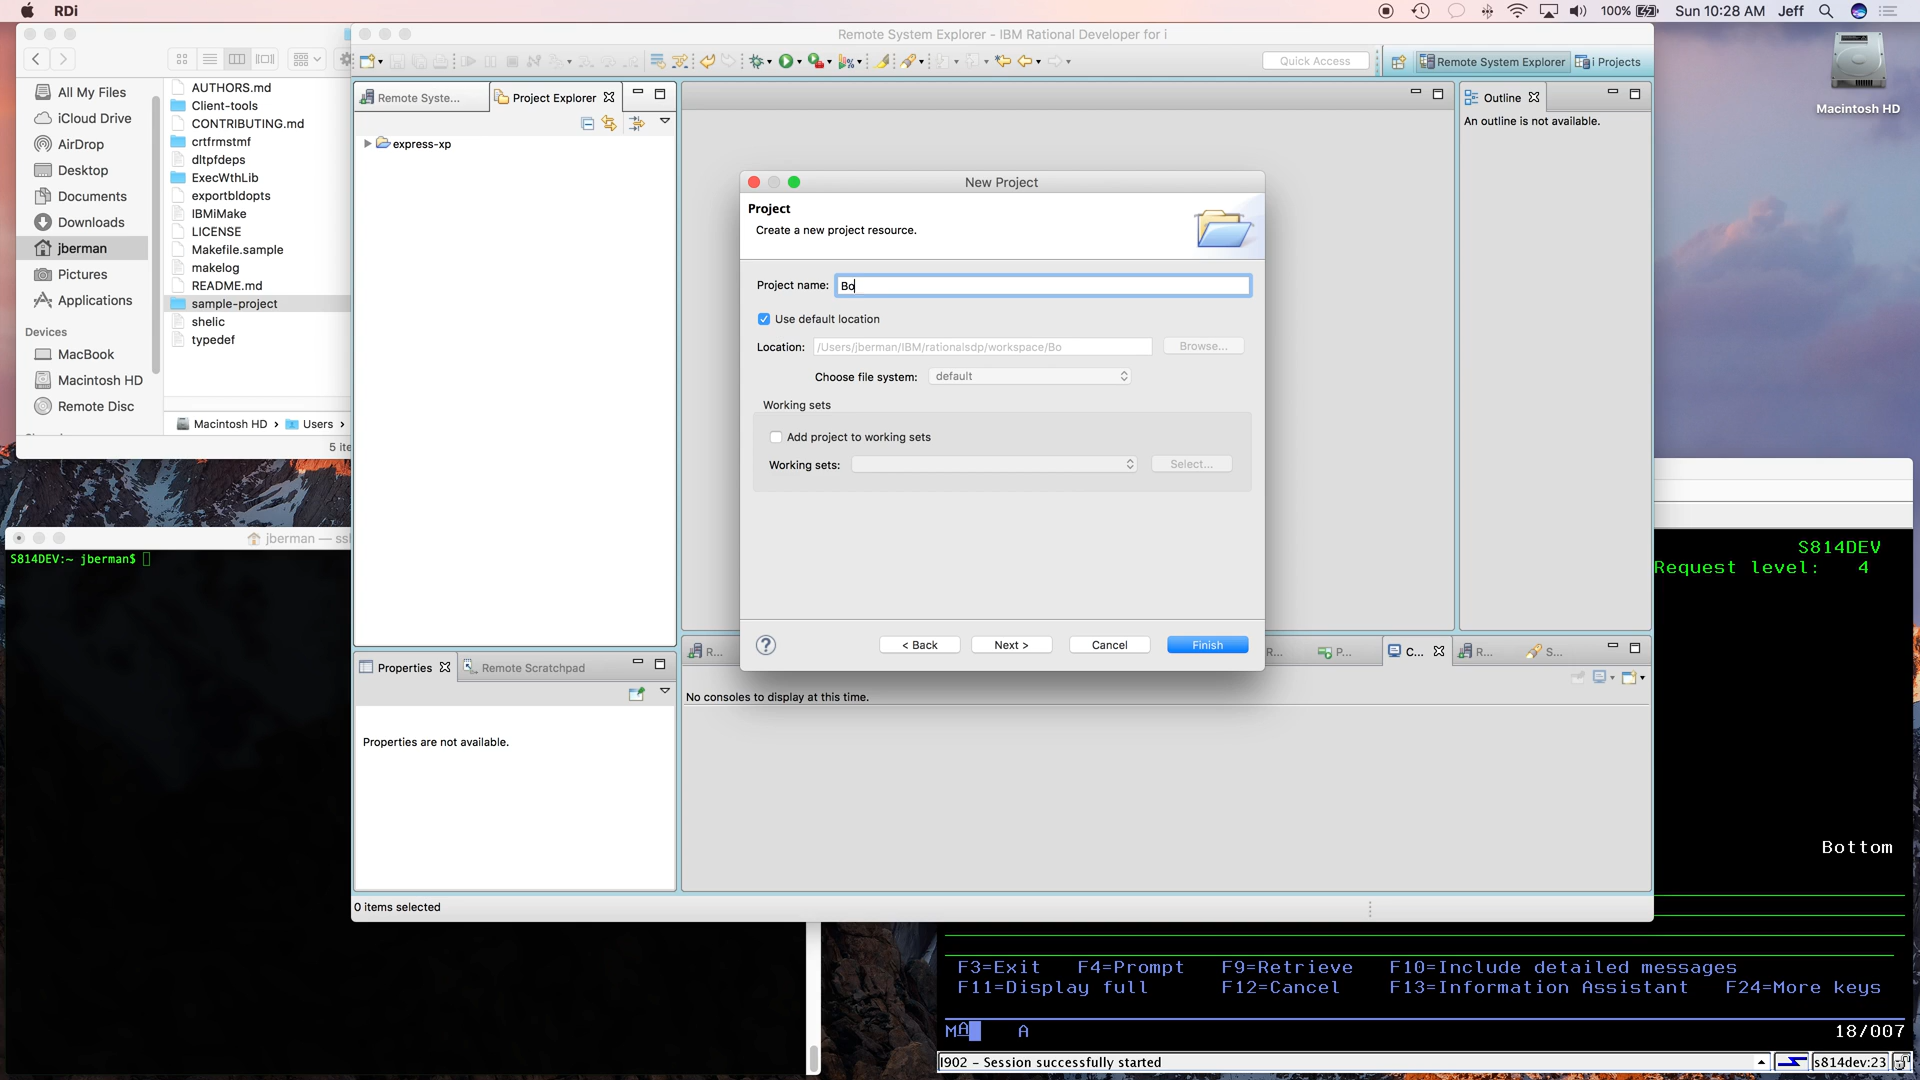 RDi
100%
Sun 10:28 AM
Jeff
Remote System Explorer - IBM Rational Developer for i
Quick Access
Remote System Explorer
i Projects
Macintosh HD
All My Files
iCloud Drive
AirDrop
Desktop
Documents
Downloads
jberman
Pictures
Applications
Devices
MacBook
Macintosh HD
Remote Disc
AUTHORS.md
Client-tools
CONTRIBUTING.md
crtfrmstmf
dltpfdeps
ExecWthLib
exportbldopts
IBMiMake
LICENSE
Makefile.sample
makelog
README.md
sample-project
shelic
typedef
Macintosh HD › Users ›
5 ite
Remote Syste...
Project Explorer
express-xp
Outline
An outline is not available.
New Project
Project
Create a new project resource.
Project name: Bo
Use default location
Location: /Users/jberman/IBM/rationalsdp/workspace/Bo
Browse...
Choose file system: default
Working sets
Add project to working sets
Working sets:
Select...
? < Back Next > Cancel Finish
Properties
Remote Scratchpad
Properties are not available.
R...
R...
P...
C...
R...
S...
No consoles to display at this time.
0 items selected
jberman — ss
S814DEV:~ jberman$
S814DEV
Request level: 4
Bottom
F3=Exit F4=Prompt F9=Retrieve F10=Include detailed messages
F11=Display full F12=Cancel F13=Information Assistant F24=More keys
MA A 18/007
I902 - Session successfully started
s814dev:23